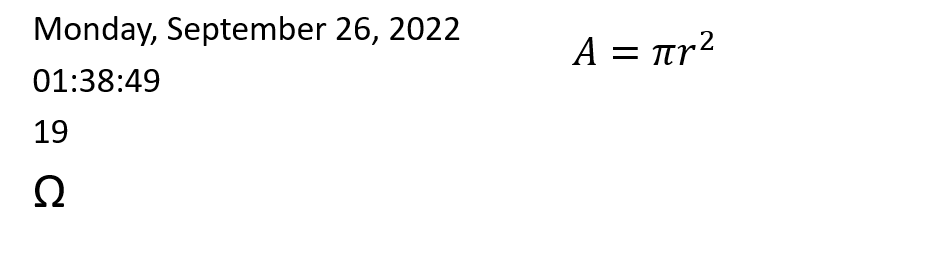 Monday, September 26, 2022
01:38:49
19
Ω
A = πr²